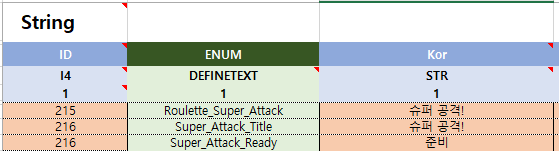 String
ID ENUM Kor
I4 DEFINETEXT STR
1 1 1
215 Roulette_Super_Attack 슈퍼 공격!
216 Super_Attack_Title 슈퍼 공격!
216 Super_Attack_Ready 준비